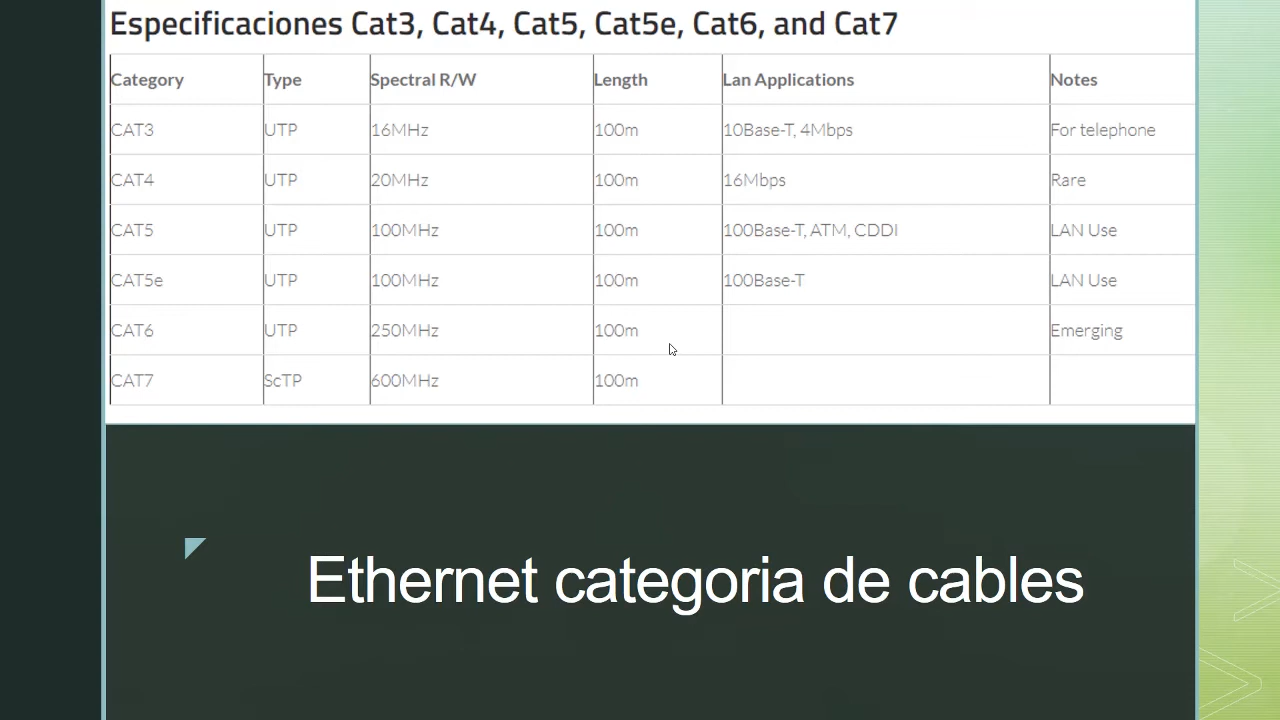 Especificaciones Cat3, Cat4, Cat5, Cat5e, Cat6, and Cat7
Category Type Spectral R/W Length Lan Applications Notes
CAT3 UTP 16MHz 100m 10Base-T, 4Mbps For telephone
CAT4 UTP 20MHz 100m 16Mbps Rare
CAT5 UTP 100MHz 100m 100Base-T, ATM, CDDI LAN Use
CAT5e UTP 100MHz 100m 100Base-T LAN Use
CAT6 UTP 250MHz 100m Emerging
CAT7 ScTP 600MHz 100m
Ethernet categoria de cables